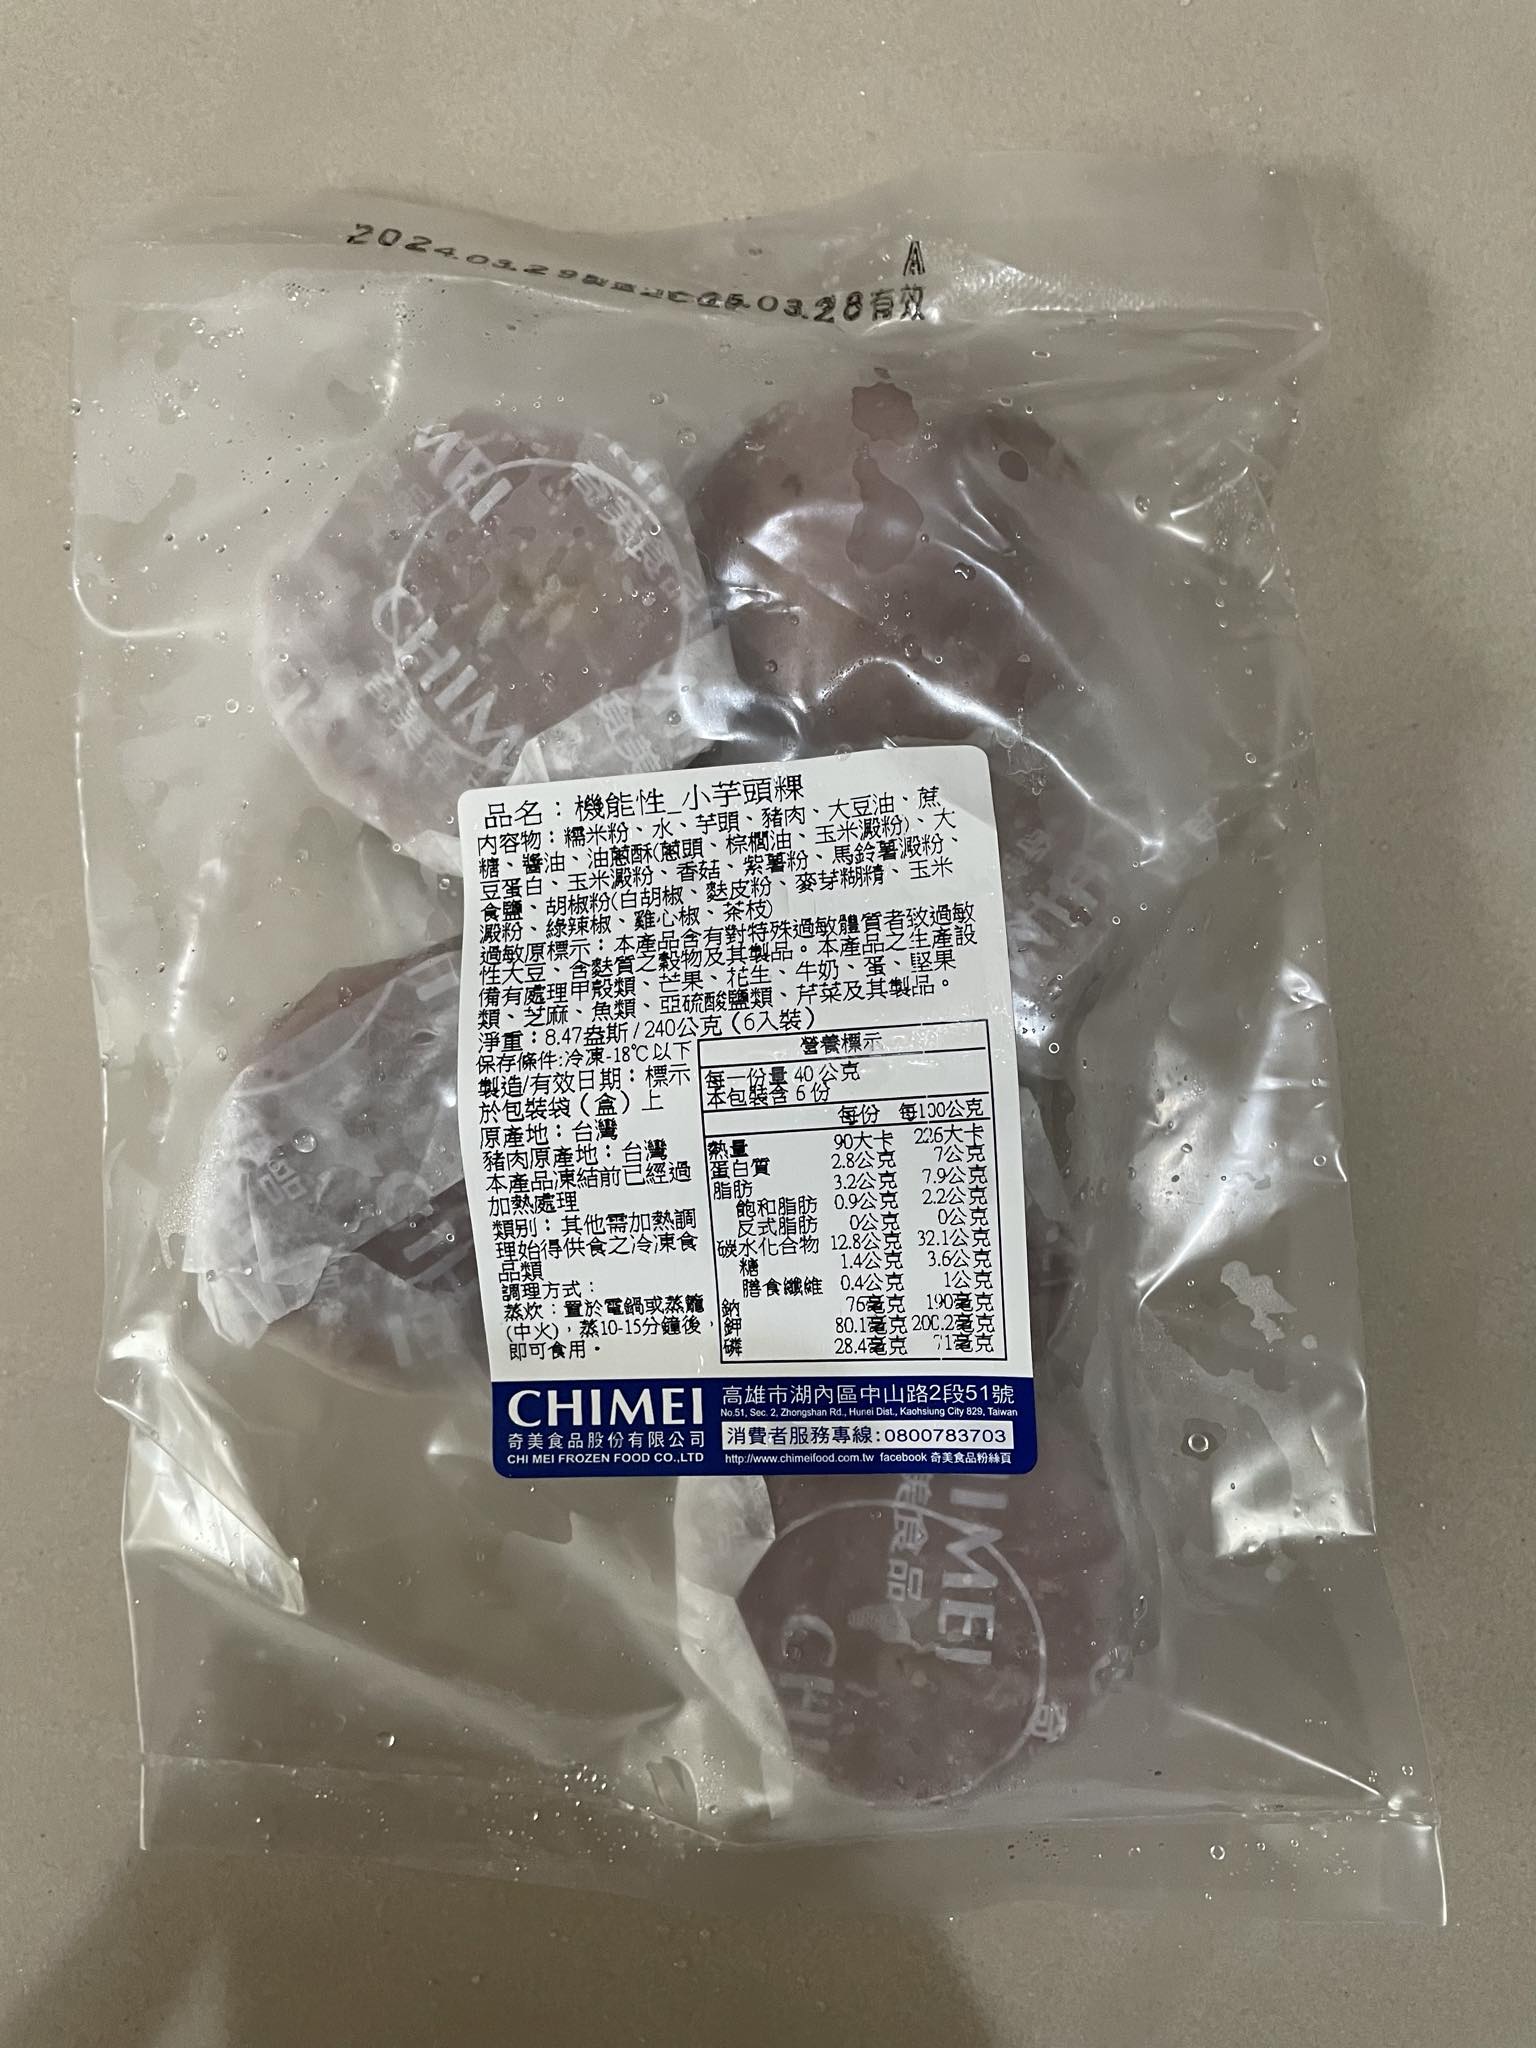 2024.03.29
25.03.28有效
A
品名：機能性_小芋頭粿
內容物：糯米粉、水、芋頭、豬肉、大豆油、蔗
糖、醬油、油蔥酥(蔥頭、棕櫚油、玉米澱粉)、大
豆蛋白、玉米澱粉、香菇、紫薯粉、馬鈴薯澱粉、
食鹽、胡椒粉(白胡椒、麩皮粉、麥芽糊精、玉米
澱粉、綠辣椒、雞心椒、茶枝)
過敏原標示：本產品含有對特殊過敏體質者致過敏
性大豆、含麩質之穀物及其製品。本產品之生產設
備有處理甲殼類、芒果、花生、牛奶、蛋、堅果
類、芝麻、魚類、亞硫酸鹽類、芹菜及其製品。
淨重：8.47盎斯/240公克（6入裝）
保存條件:冷凍-18℃以下
製造/有效日期：標示
於包裝袋（盒）上
原產地：台灣
豬肉原產地：台灣
本產品凍結前已經過
加熱處理
類別：其他需加熱調
理始得供食之冷凍食
品類
調理方式：
蒸炊：置於電鍋或蒸籠
(中火)，蒸10-15分鐘後，
即可食用。
營養標示
每一份量 40公克
本包裝含 6份
每份 每100公克
熱量 90大卡 226大卡
蛋白質 2.8公克 7公克
脂肪 3.2公克 7.9公克
飽和脂肪 0.9公克 2.2公克
反式脂肪 0公克 0公克
碳水化合物 12.8公克 32.1公克
糖 1.4公克 3.6公克
膳食纖維 0.4公克 1公克
鈉 76毫克 190毫克
鉀 80.1毫克 200.2毫克
磷 28.4毫克 71毫克
CHIMEI
奇美食品股份有限公司
CHI MEI FROZEN FOOD CO.,LTD
高雄市湖內區中山路2段51號
No.51, Sec. 2, Zhongshan Rd., Hunei Dist., Kaohsiung City 829, Taiwan
消費者服務專線:0800783703
http://www.chimeifood.com.tw facebook 奇美食品粉絲頁